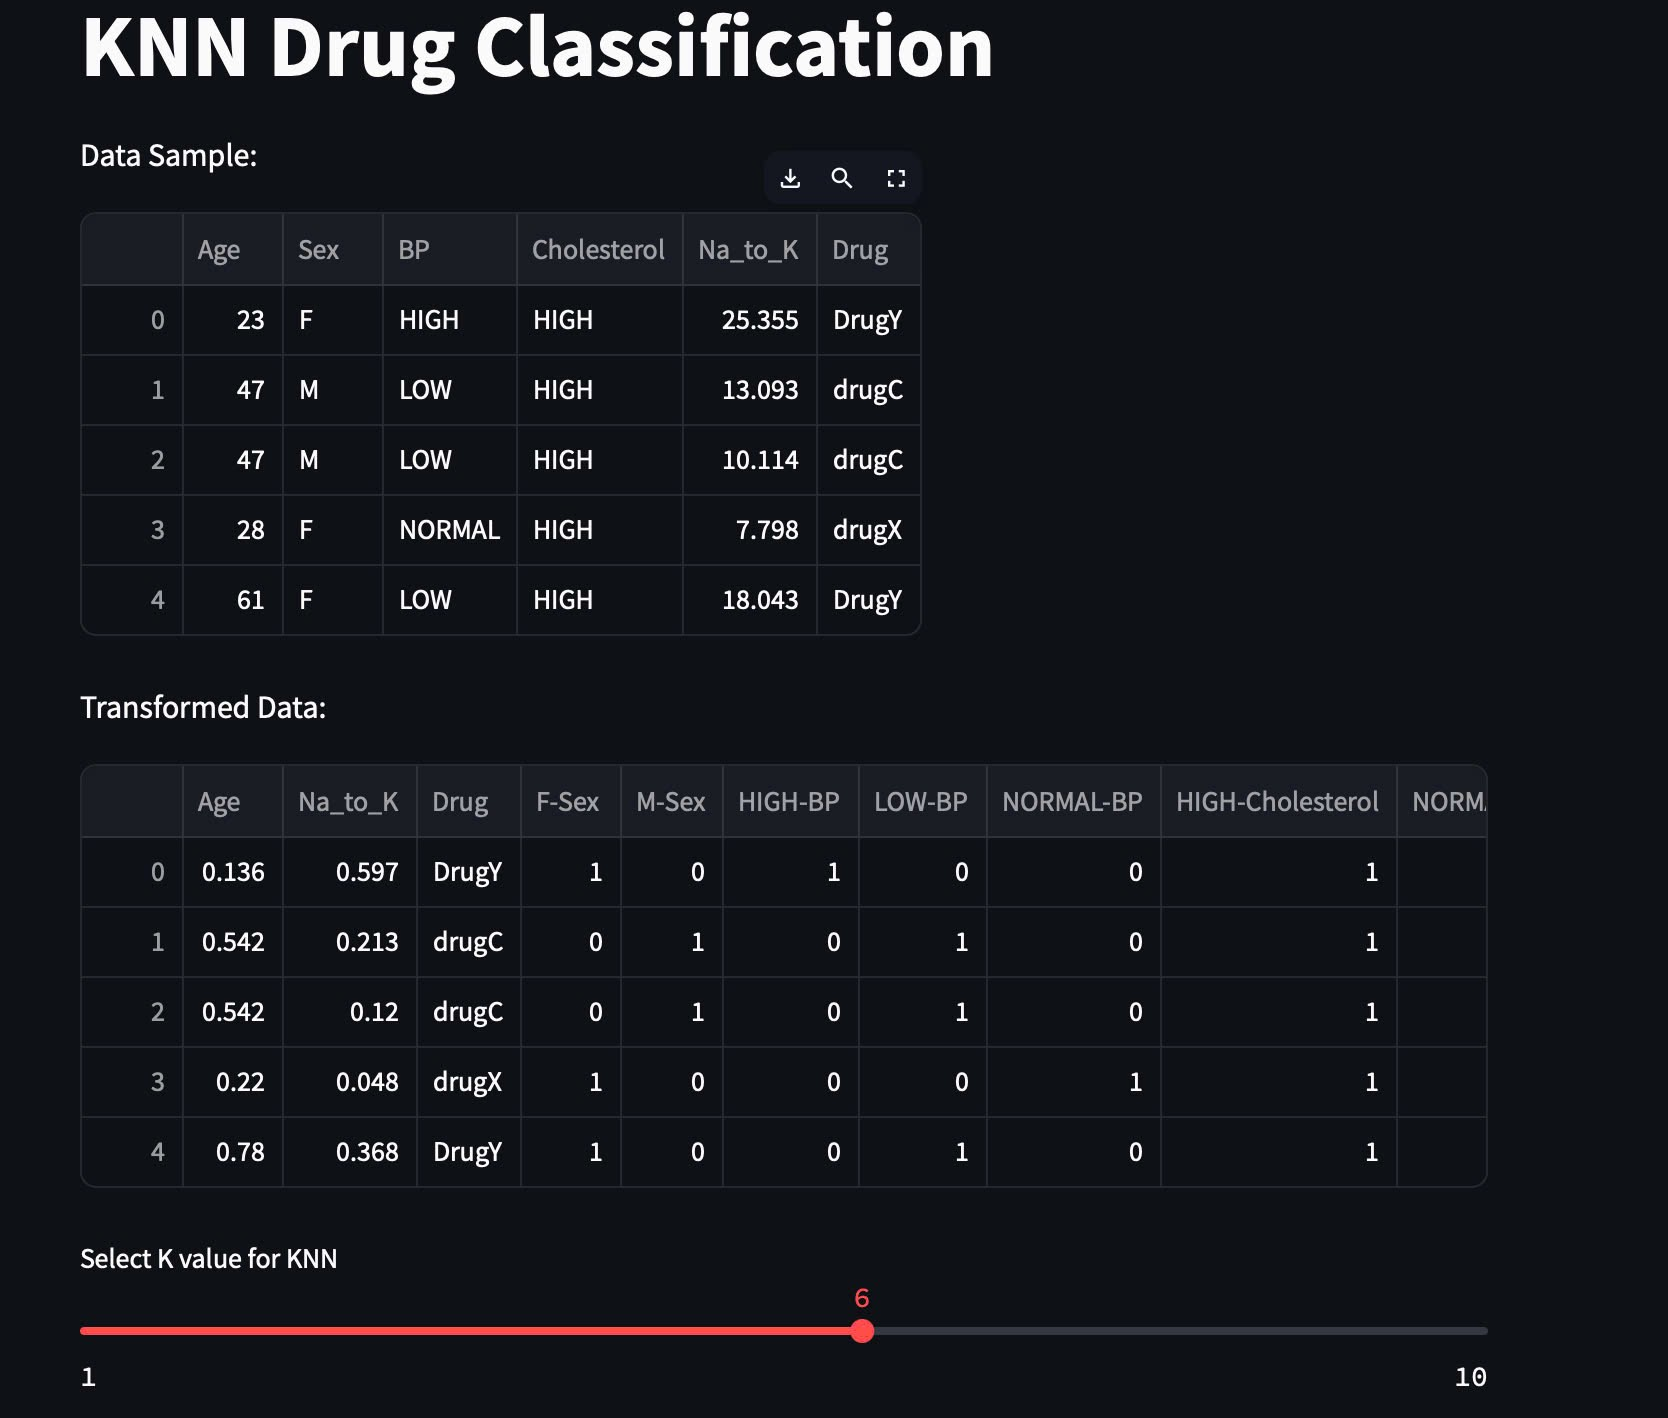 KNN Drug Classification
Data Sample:
Age Sex BP Cholesterol Na_to_K Drug
0 23 F HIGH HIGH 25.355 DrugY
1 47 M LOW HIGH 13.093 drugC
2 47 M LOW HIGH 10.114 drugC
3 28 F NORMAL HIGH 7.798 drugX
4 61 F LOW HIGH 18.043 DrugY
Transformed Data:
Age Na_to_K Drug F-Sex M-Sex HIGH-BP LOW-BP NORMAL-BP HIGH-Cholesterol NORM
0 0.136 0.597 DrugY 1 0 1 0 0 1
1 0.542 0.213 drugC 0 1 0 1 0 1
2 0.542 0.12 drugC 0 1 0 1 0 1
3 0.22 0.048 drugX 1 0 0 0 1 1
4 0.78 0.368 DrugY 1 0 0 1 0 1
Select K value for KNN
6
1 10